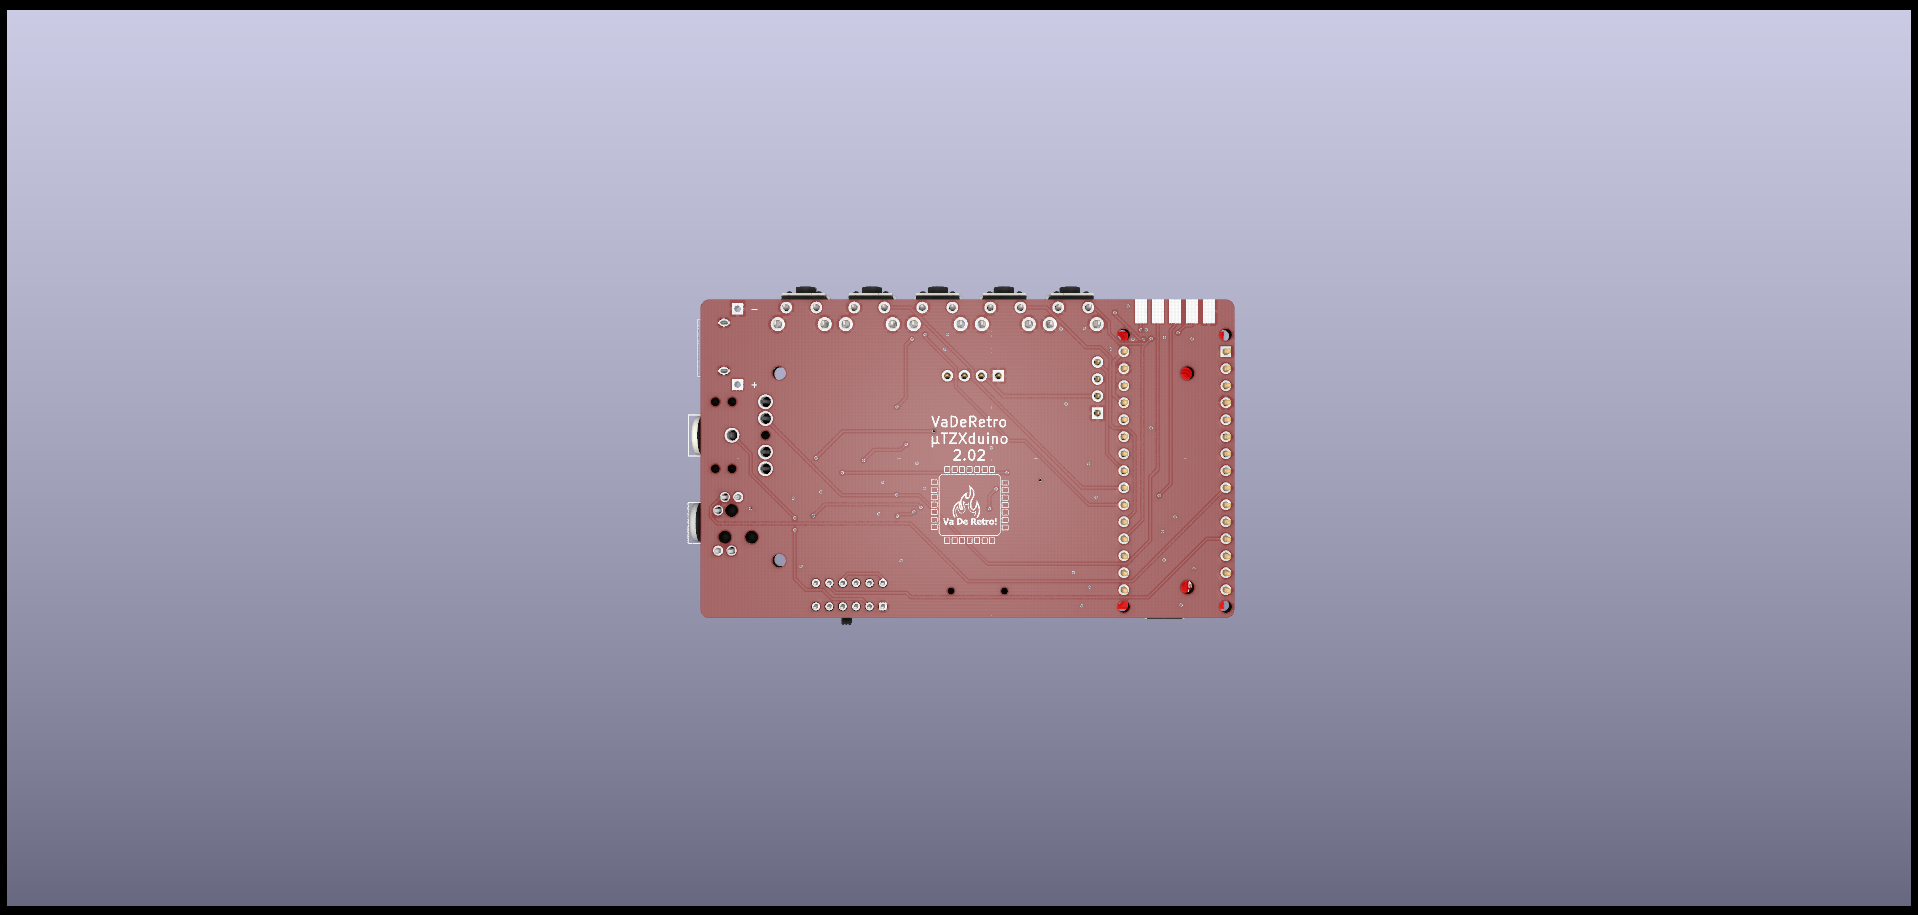 −
+
VaDeRetro
µTZXduino
2.02
Va De Retro!